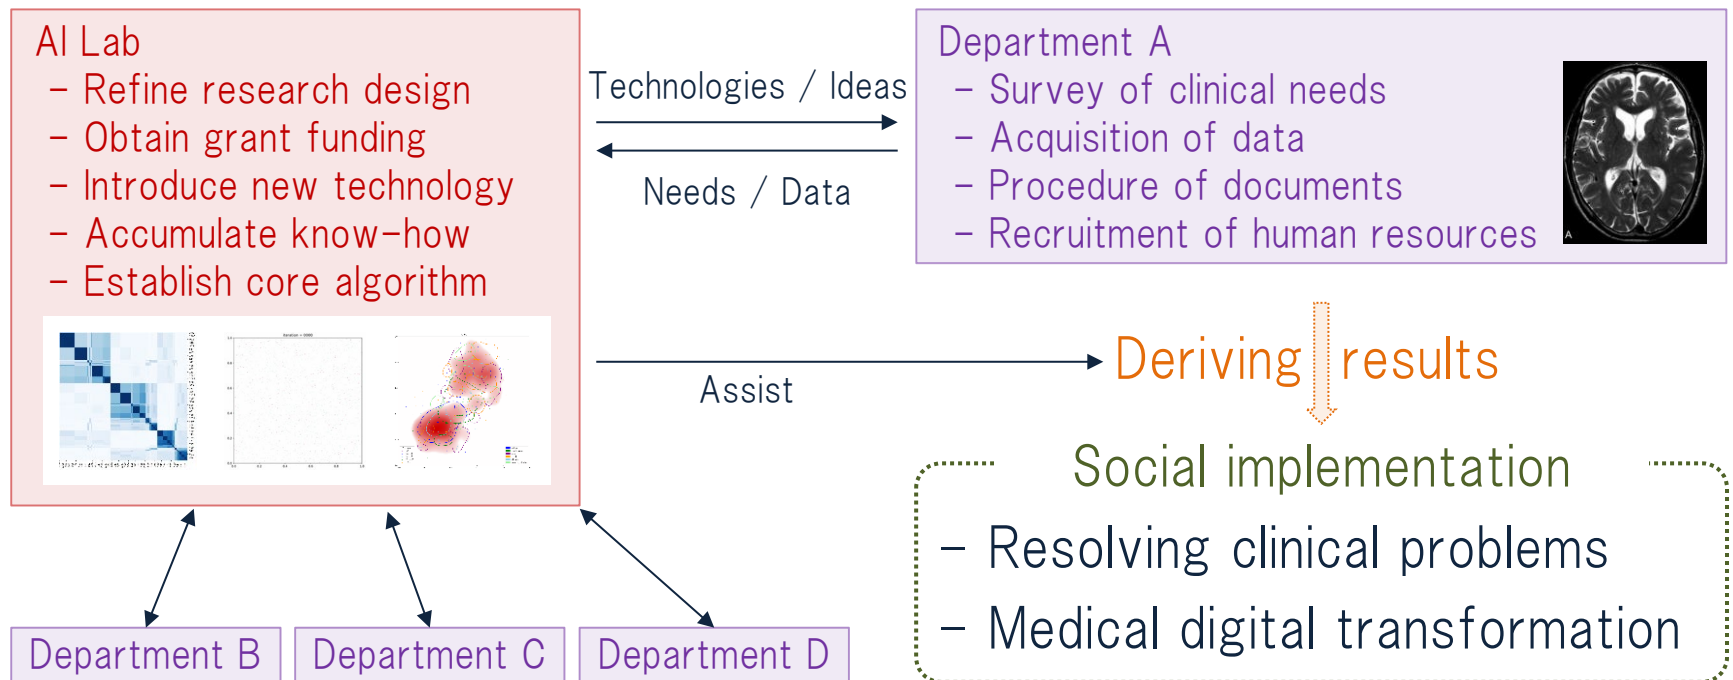 AI Lab
– Refine research design
– Obtain grant funding
– Introduce new technology
– Accumulate know-how
– Establish core algorithm
Technologies / Ideas
Needs / Data
Department A
– Survey of clinical needs
– Acquisition of data
– Procedure of documents
– Recruitment of human resources
A
Assist
Deriving results
Social implementation
– Resolving clinical problems
– Medical digital transformation
Department B
Department C
Department D